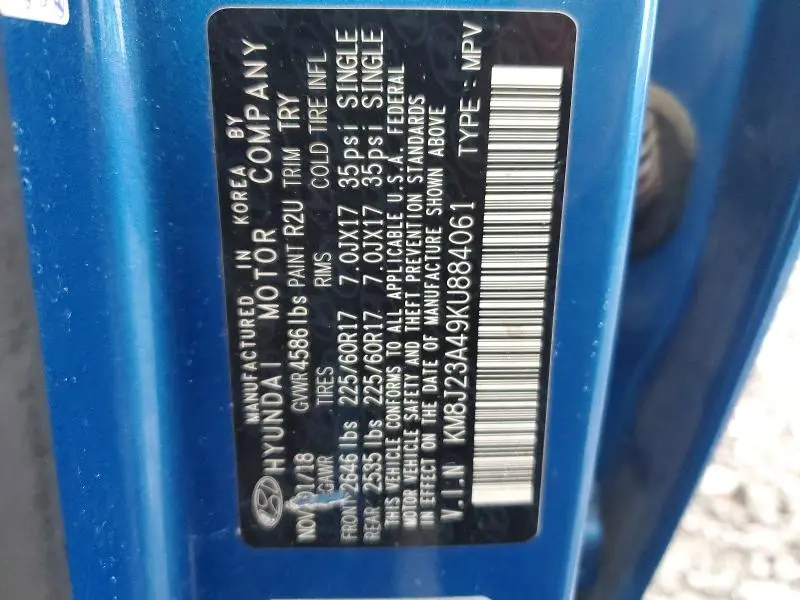 MANUFACTURED IN KOREA BY
HYUNDAI MOTOR COMPANY
NOV/01/18 GVWR 4586 lbs PAINT R2U TRIM TRY
GAWR TIRES RIMS COLD TIRE INFL
FRONT 2646 lbs 225/60R17 7.0JX17 35psi SINGLE
REAR 2535 lbs 225/60R17 7.0JX17 35psi SINGLE
THIS VEHICLE CONFORMS TO ALL APPLICABLE U.S.A. FEDERAL
MOTOR VEHICLE SAFETY AND THEFT PREVENTION STANDARDS
IN EFFECT ON THE DATE OF MANUFACTURE SHOWN ABOVE
V.I.N KM8J23A49KU884061 TYPE : MPV